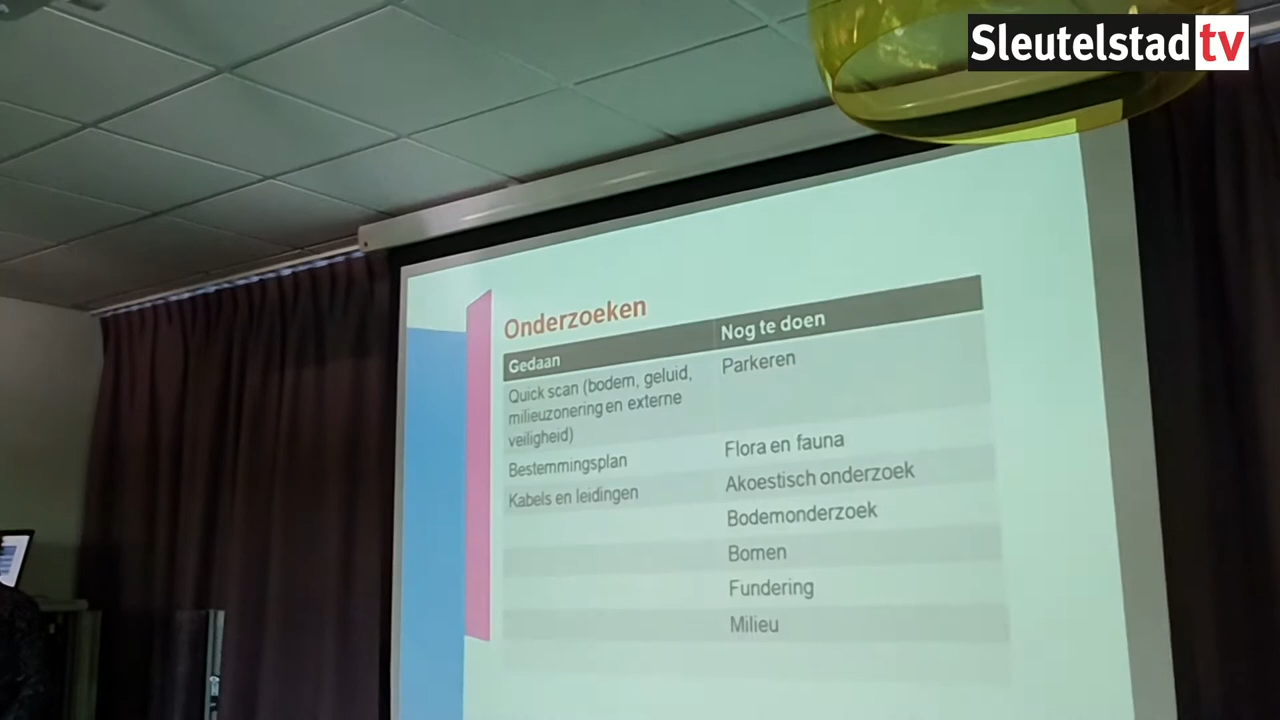 Sleutelstad tv
Onderzoeken
Gedaan
Nog te doen
Quick scan (bodem, geluid,
milieuzonering en externe
veiligheid)
Parkeren
Bestemmingsplan
Flora en fauna
Kabels en leidingen
Akoestisch onderzoek
Bodemonderzoek
Bomen
Fundering
Milieu